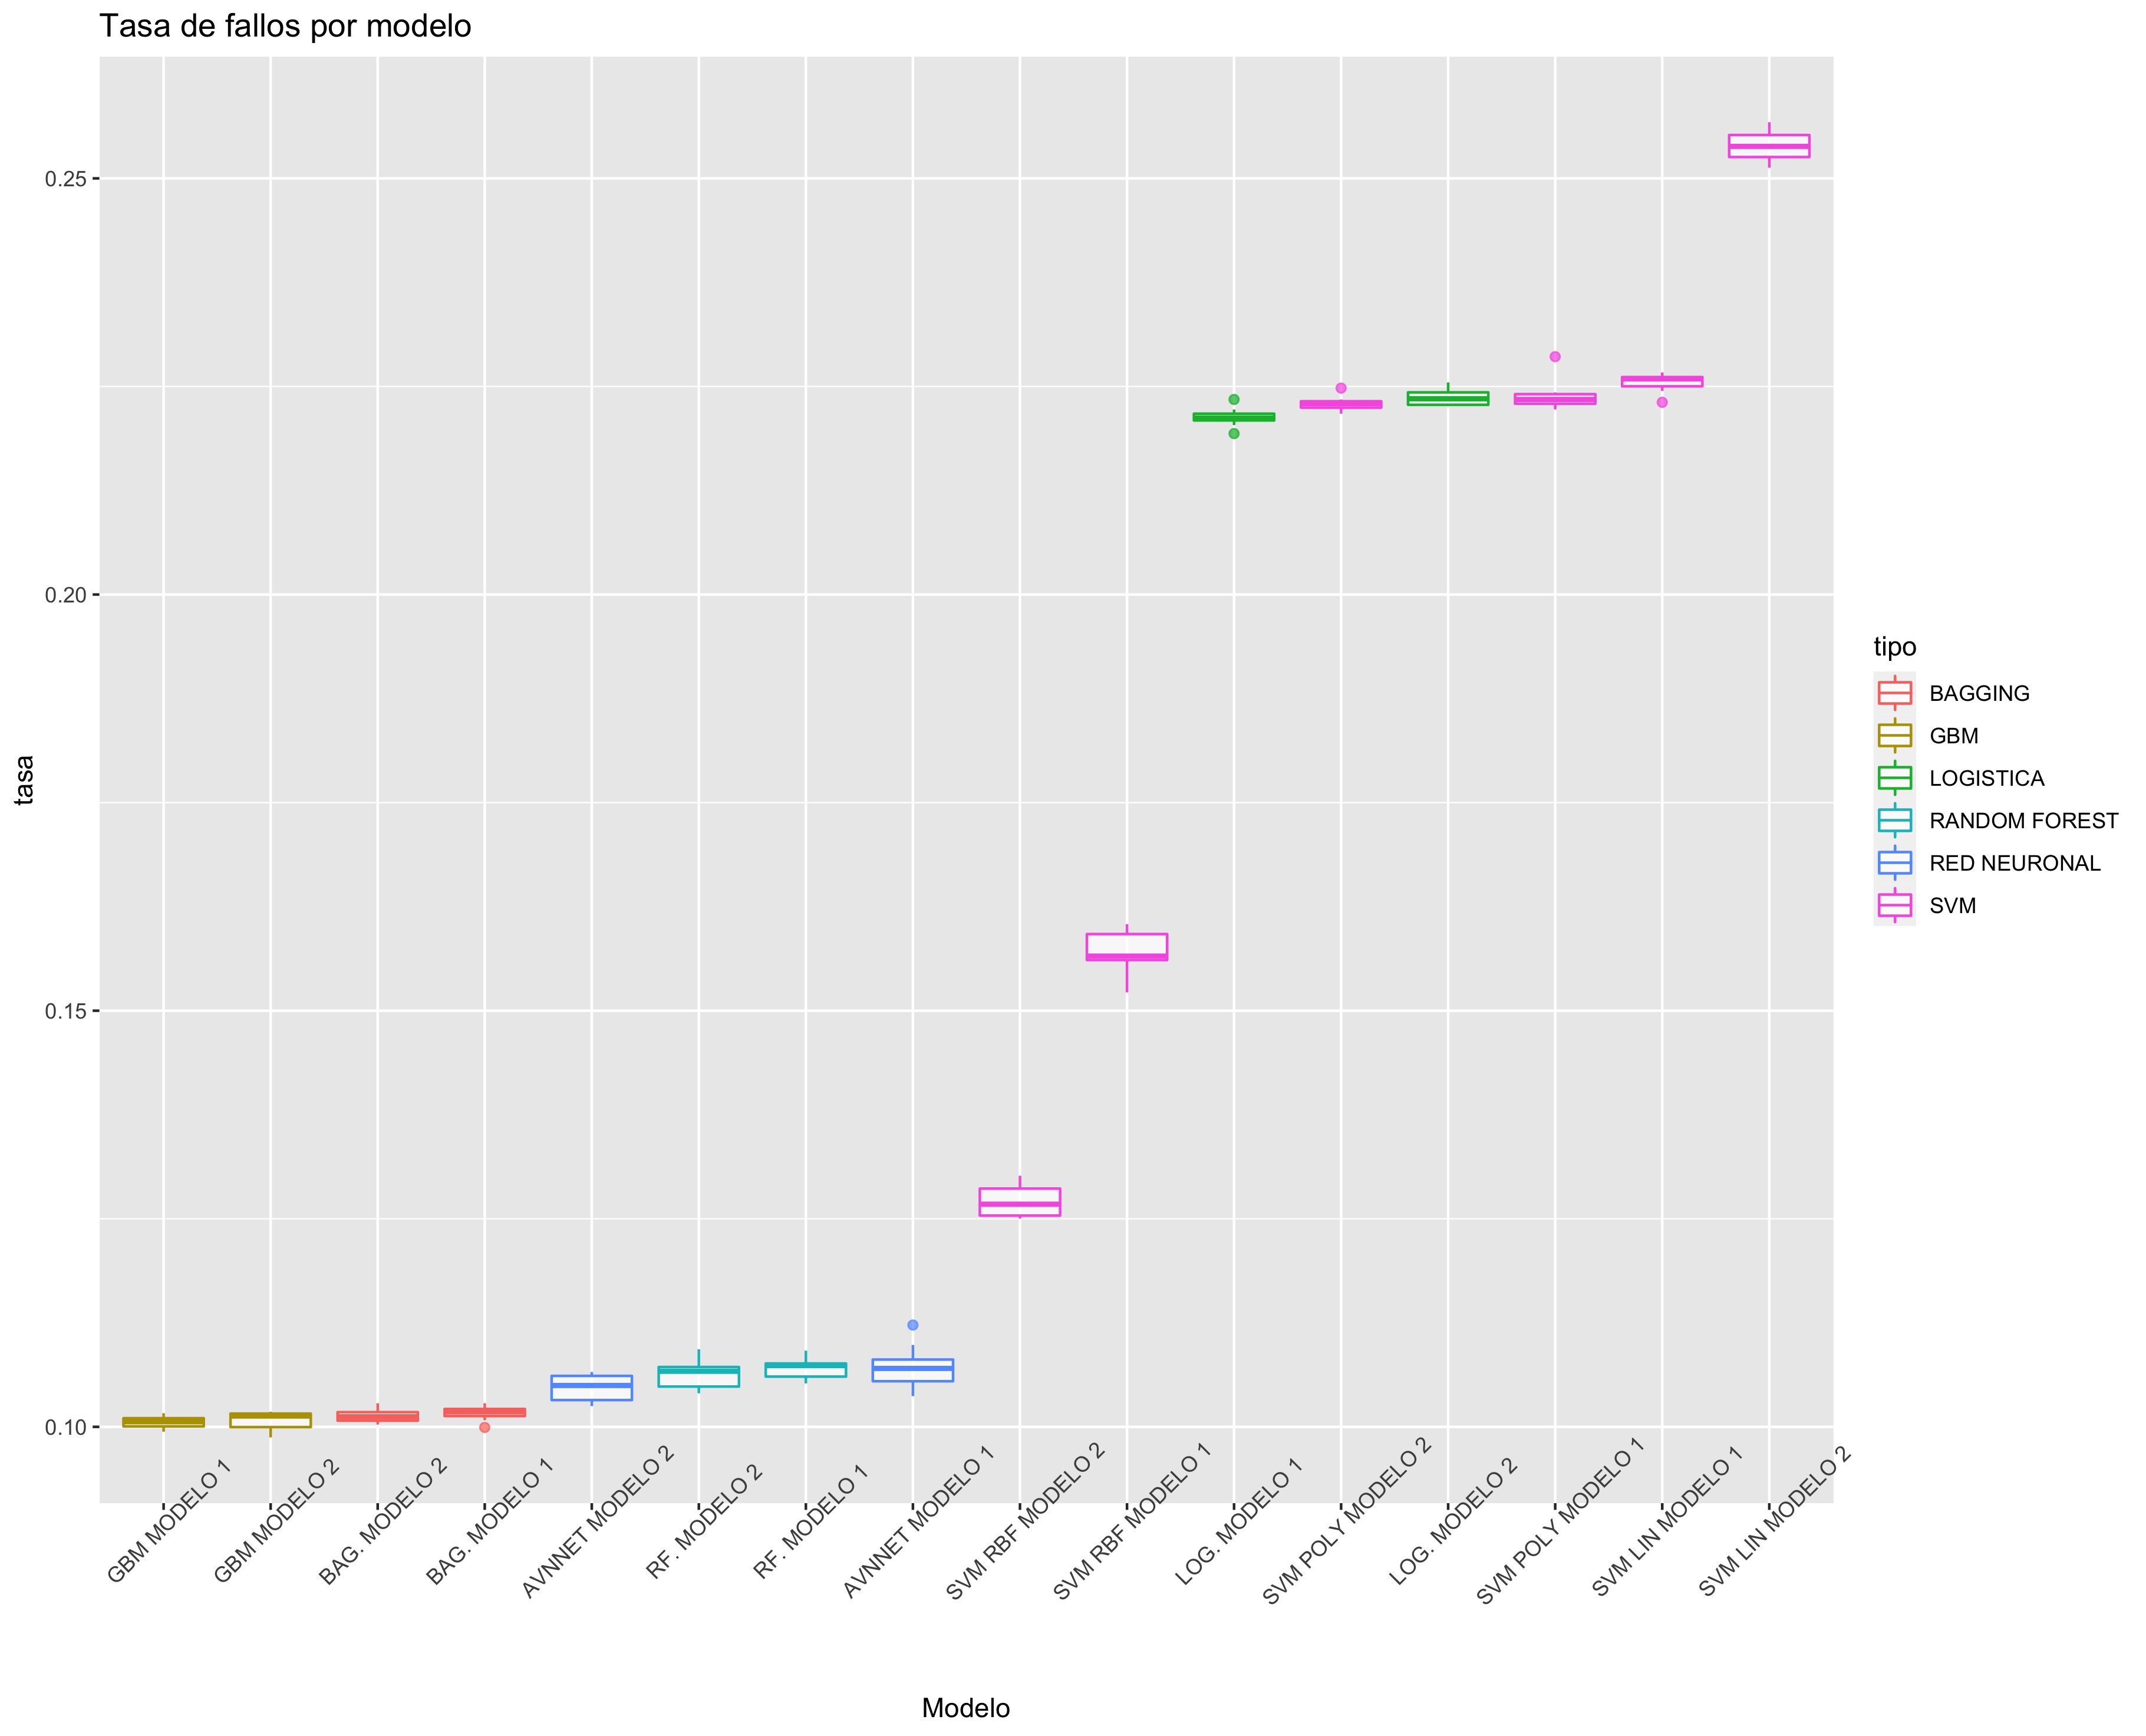 Tasa de fallos por modelo
tasa
0.25
0.20
0.15
0.10
GBM MODELO 1
GBM MODELO 2
BAG. MODELO 2
BAG. MODELO 1
AVNNET MODELO 2
RF. MODELO 2
RF. MODELO 1
AVNNET MODELO 1
SVM RBF MODELO 2
SVM RBF MODELO 1
LOG. MODELO 1
SVM POLY MODELO 2
LOG. MODELO 2
SVM POLY MODELO 1
SVM LIN MODELO 1
SVM LIN MODELO 2
Modelo
tipo
BAGGING
GBM
LOGISTICA
RANDOM FOREST
RED NEURONAL
SVM